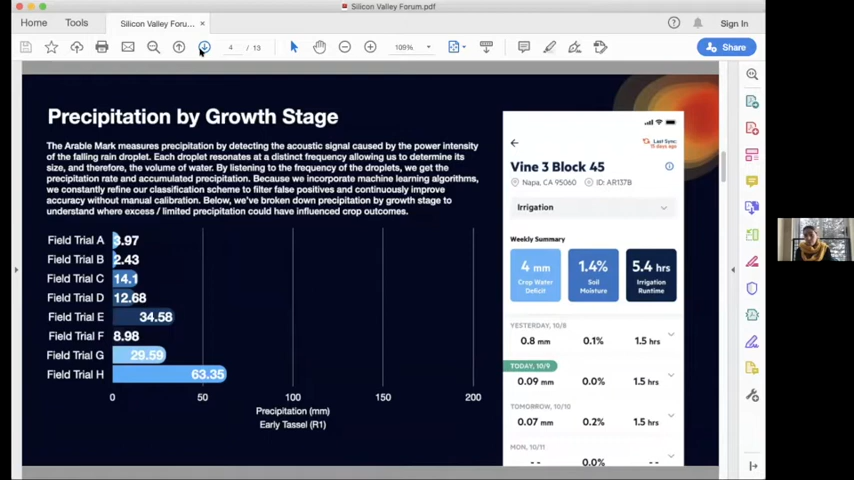 Silicon Valley Forum.pdf
Home
Tools
Silicon Valley Foru... ×
Sign In
4 / 13
109%
Share
Precipitation by Growth Stage
The Arable Mark measures precipitation by detecting the acoustic signal caused by the power intensity
of the falling rain droplet. Each droplet resonates at a distinct frequency allowing us to determine its
size, and therefore, the volume of water. By listening to the frequency of the droplets, we get the
precipitation rate and accumulated precipitation. Because we incorporate machine learning algorithms,
we constantly refine our classification scheme to filter false positives and continuously improve
accuracy without manual calibration. Below, we've broken down precipitation by growth stage to
understand where excess / limited precipitation could have influenced crop outcomes.
Field Trial A 3.97
Field Trial B 2.43
Field Trial C 14.1
Field Trial D 12.68
Field Trial E 34.58
Field Trial F 8.98
Field Trial G 29.59
Field Trial H 63.35
0 50 100 150 200
Precipitation (mm)
Early Tassel (R1)
Last Sync:
11 days ago
Vine 3 Block 45
Napa, CA 95060 ID: AR137B
Irrigation
Weekly Summary
4 mm 1.4% 5.4 hrs
Crop Water Soil Irrigation
Deficit Moisture Runtime
YESTERDAY, 10/8
0.8 mm 0.1% 1.5 hrs
TODAY, 10/9
0.09 mm 0.0% 1.5 hrs
TOMORROW, 10/10
0.07 mm 0.2% 1.5 hrs
MON, 10/11
- - 0.0% - -